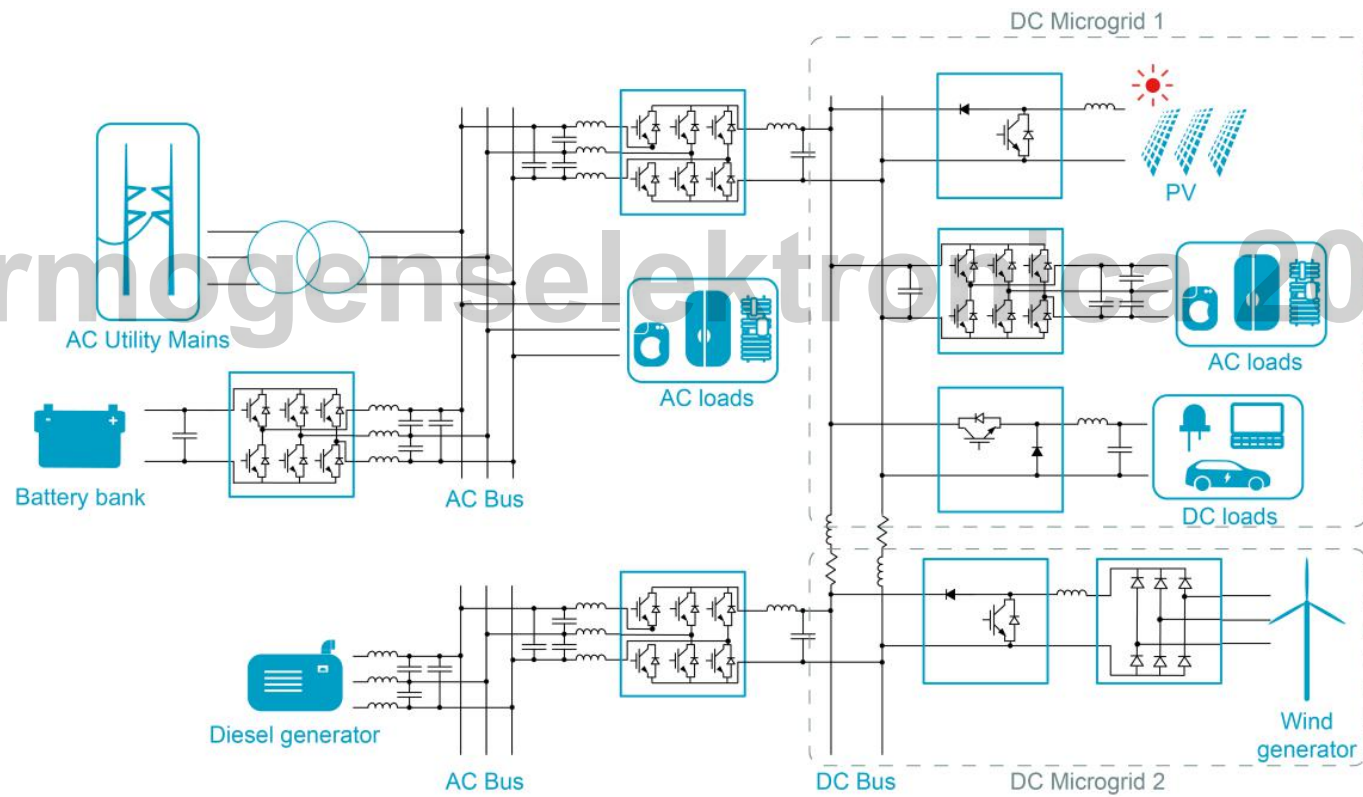 DC Microgrid 1
PV
rmogenselektronica 20
AC Utility Mains
AC loads
AC loads
- +
Battery bank
AC Bus
DC loads
Diesel generator
Wind
generator
AC Bus
DC Bus
DC Microgrid 2